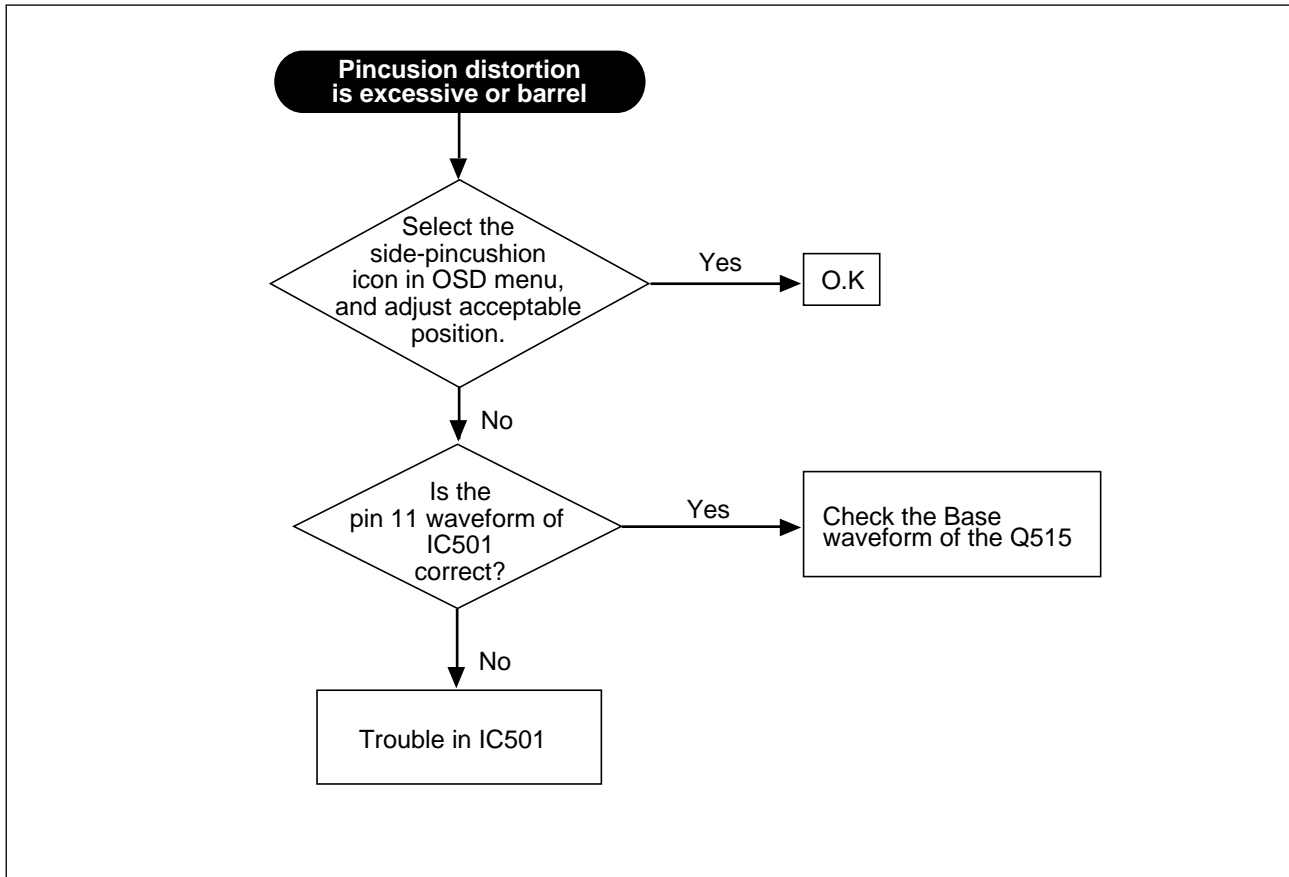 Pincusion distortion
is excessive or barrel
Select the
side-pincushion
icon in OSD menu,
and adjust acceptable
position.
Yes
O.K
No
Is the
pin 11 waveform of
IC501
correct?
Yes
Check the Base
waveform of the Q515
No
Trouble in IC501